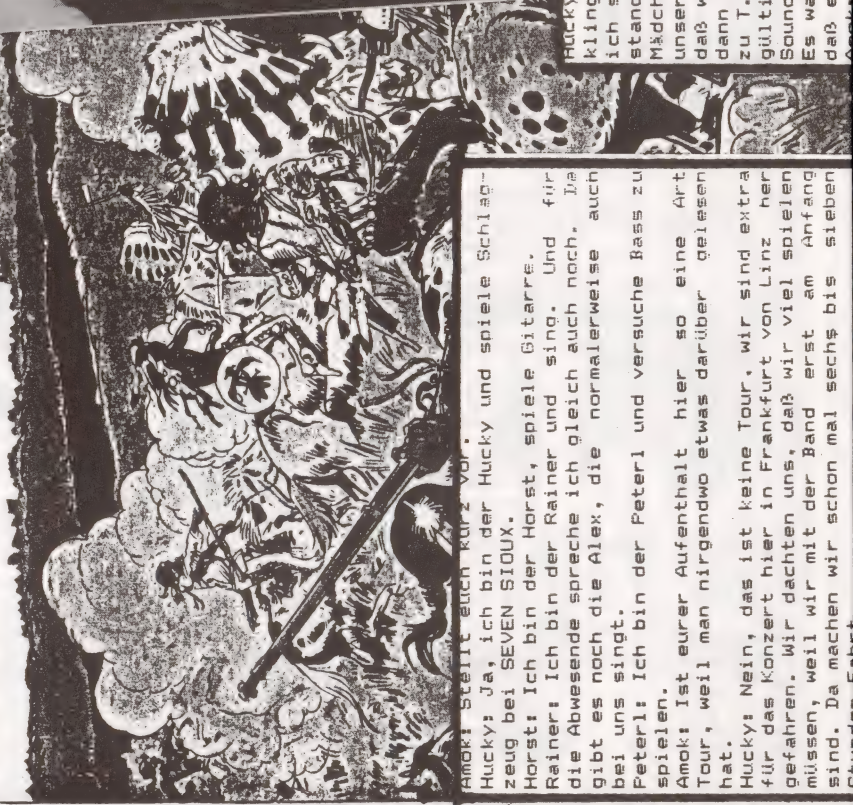 Amok: Stellt euch kurz vor.
Hucky: Ja, ich bin der Hucky und spiele Schlag-
zeug bei SEVEN SIOUX.
Horst: Ich bin der Horst, spiele Gitarre.
Rainer: Ich bin der Rainer und sing. Und für
die Abwesende spreche ich gleich auch noch. Da
gibt es noch die Alex, die normalerweise auch
bei uns singt.
Peterl: Ich bin der Peterl und versuche Bass zu
spielen.
Amok: Ist eurer Aufenthalt hier so eine Art
Tour, weil man nirgendwo etwas darüber gelesen
hat.
Hucky: Nein, das ist keine Tour, wir sind extra
für das Konzert hier in Frankfurt von Linz her
gefahren. Wir dachten uns, daß wir viel spielen
müssen, weil wir mit der Band erst am Anfang
sind. Da machen wir schon mal sechs bis sieben
Stunden Fahrt
Hucky
kling
ich s
stand
Mädch
unser
daß w
dann
zu T.
gülti
Sound
Es wa
daß e